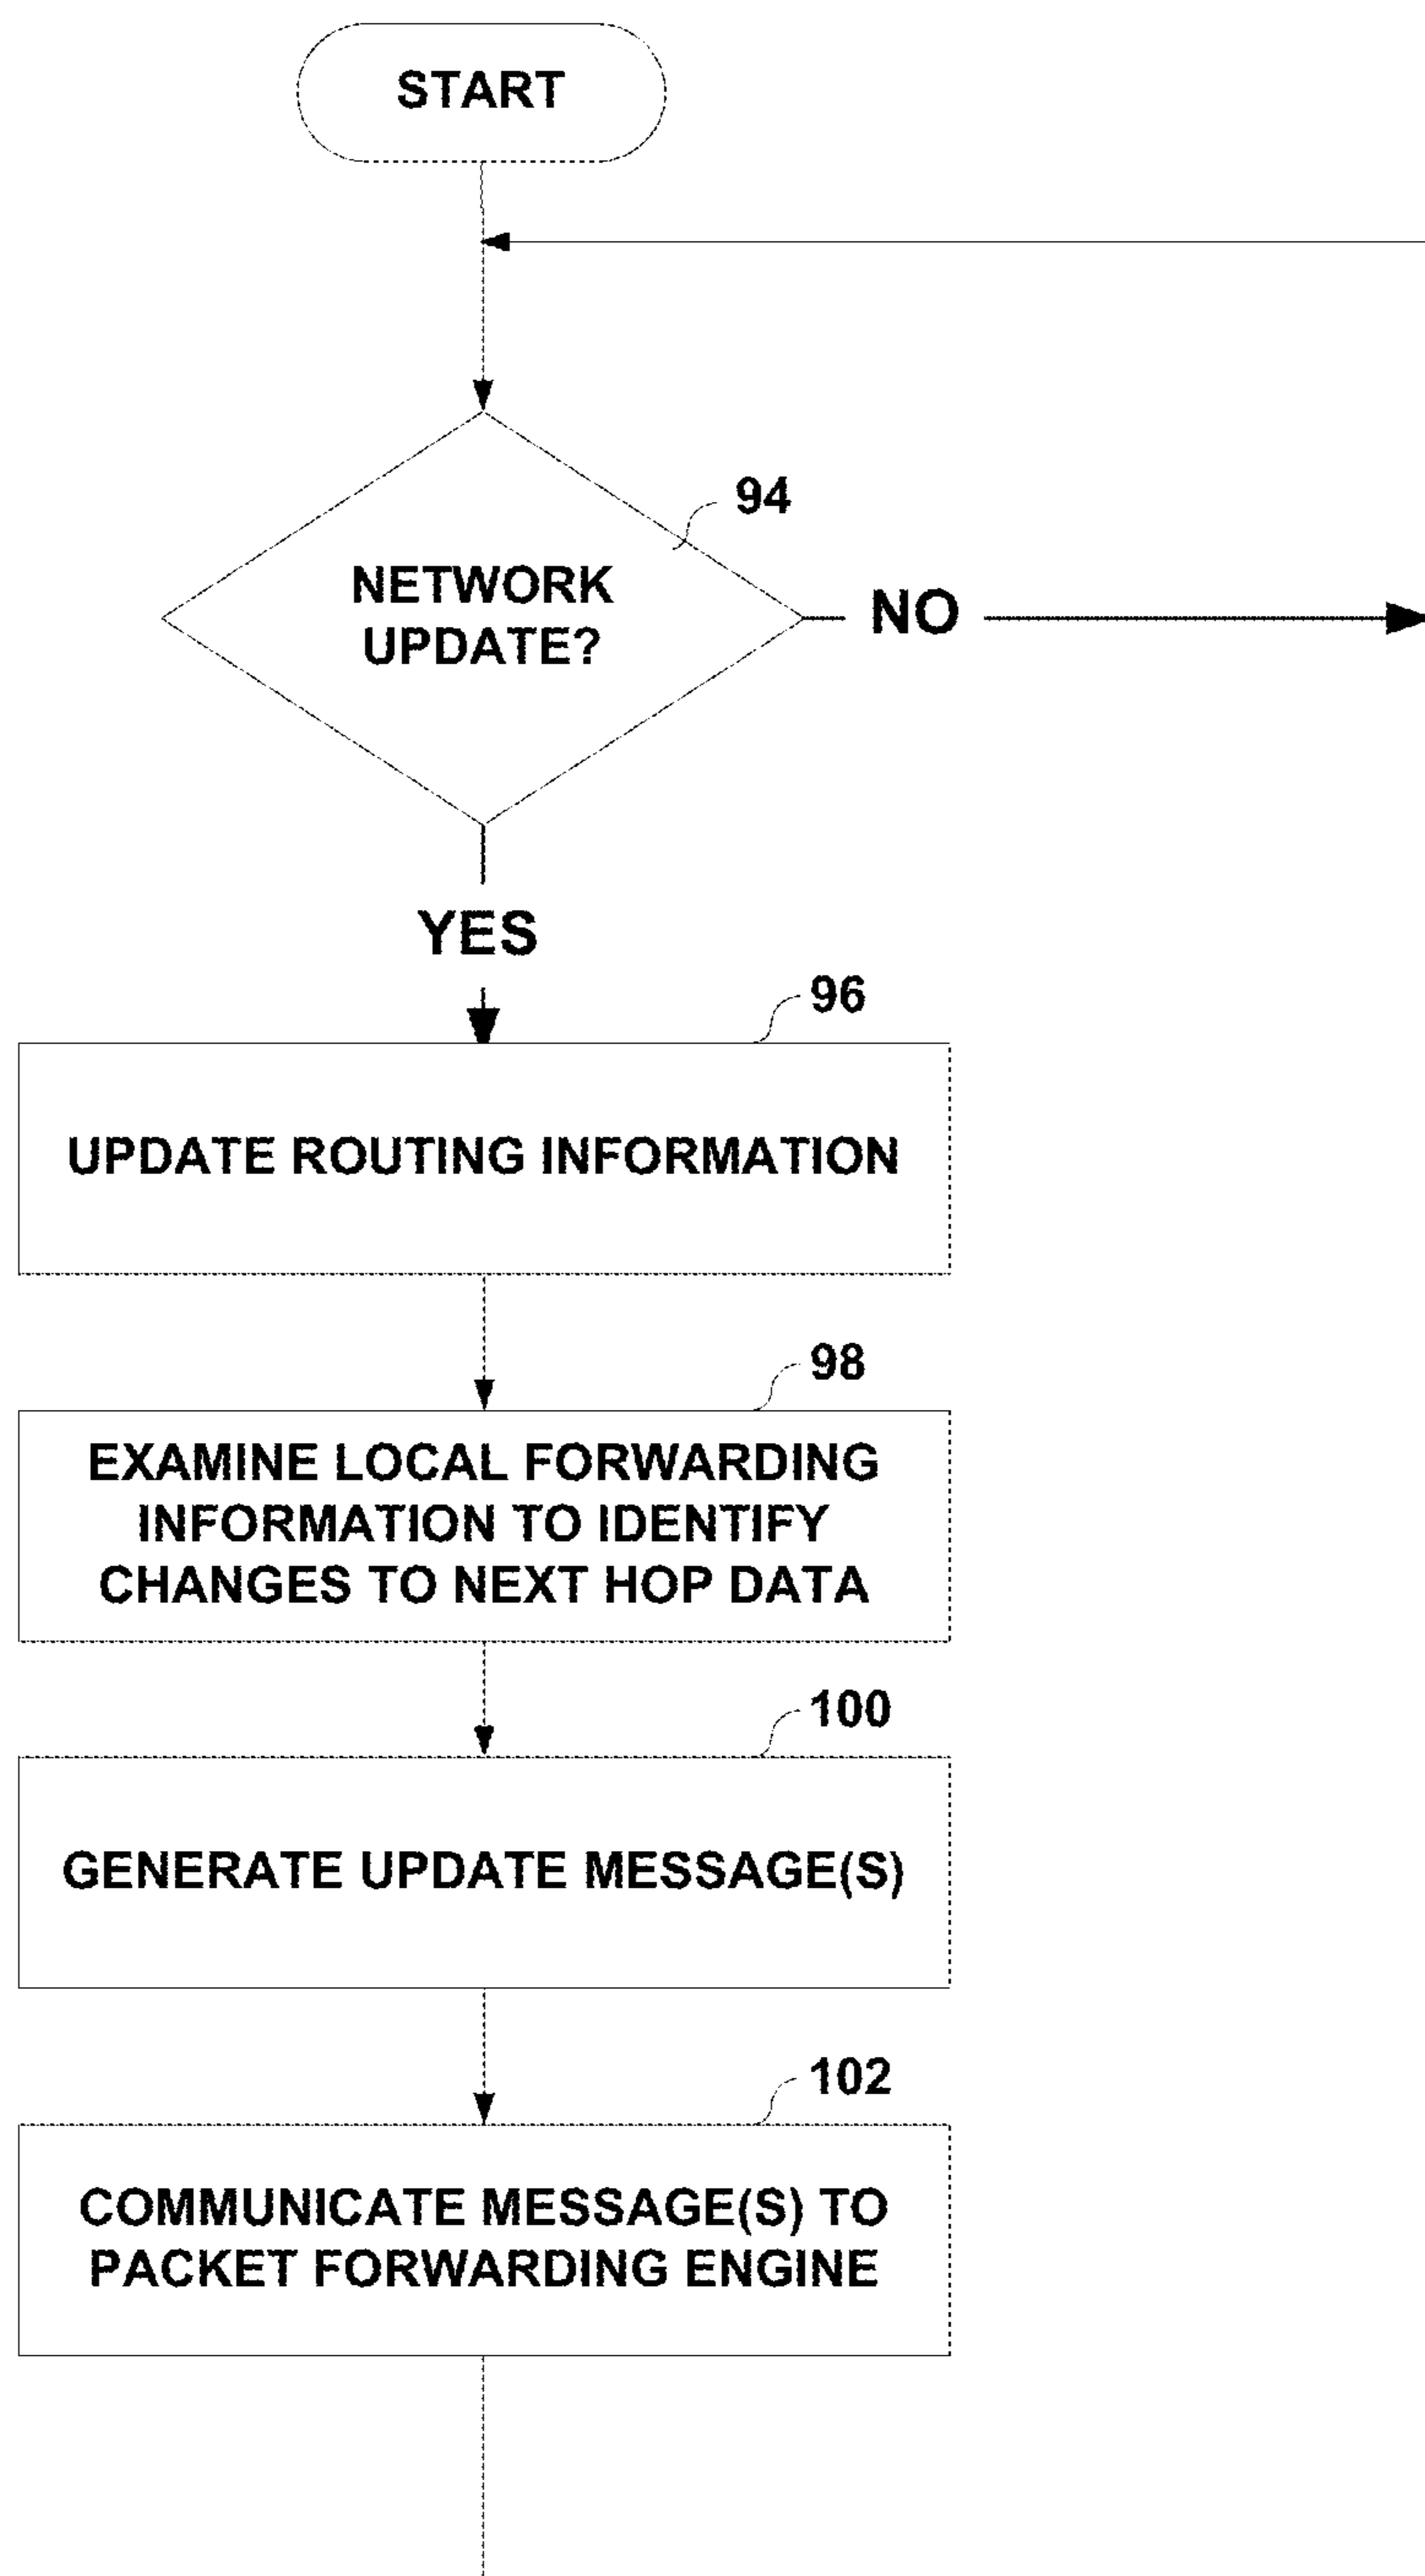 START
94
NETWORK
UPDATE?
NO
YES
96
UPDATE ROUTING INFORMATION
98
EXAMINE LOCAL FORWARDING
INFORMATION TO IDENTIFY
CHANGES TO NEXT HOP DATA
100
GENERATE UPDATE MESSAGE(S)
102
COMMUNICATE MESSAGE(S) TO
PACKET FORWARDING ENGINE